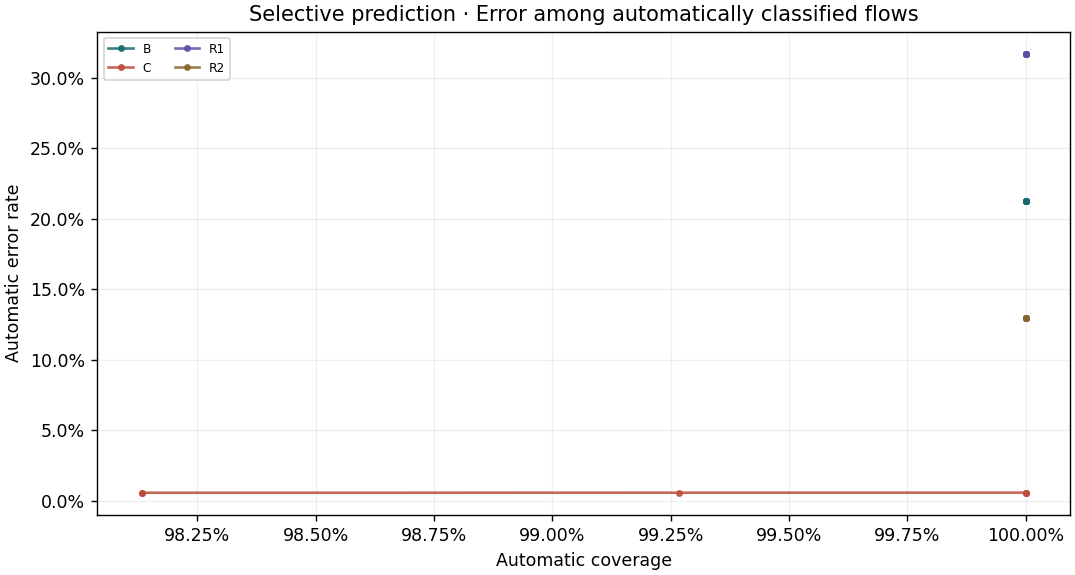 Selective prediction · Error among automatically classified flows
B
C
R1
R2
30.0%
25.0%
20.0%
15.0%
10.0%
5.0%
0.0%
Automatic error rate
98.25%
98.50%
98.75%
99.00%
99.25%
99.50%
99.75%
100.00%
Automatic coverage